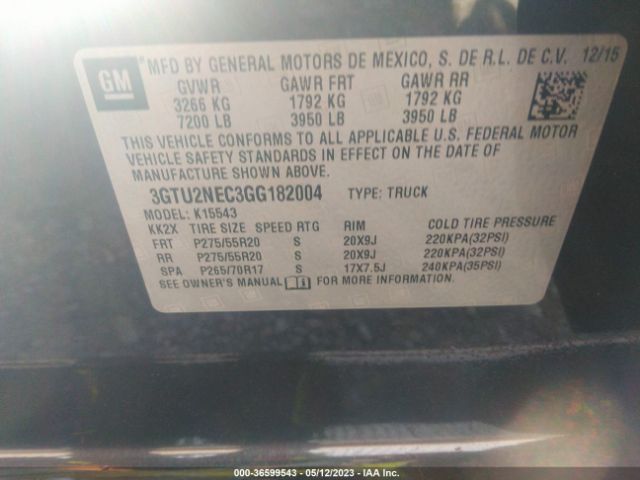 GM
MFD BY GENERAL MOTORS DE MEXICO, S. DE R.L. DE C.V. 12/15
GVWR GAWR FRT GAWR RR
3266 KG 1792 KG 1792 KG
7200 LB 3950 LB 3950 LB
THIS VEHICLE CONFORMS TO ALL APPLICABLE U.S. FEDERAL MOTOR
VEHICLE SAFETY STANDARDS IN EFFECT ON THE DATE OF
MANUFACTURE SHOWN ABOVE.
3GTU2NEC3GG182004 TYPE: TRUCK
MODEL: K15543
KK2X TIRE SIZE SPEED RTG RIM COLD TIRE PRESSURE
FRT P275/55R20 S 20X9J 220KPA(32PSI)
RR P275/55R20 S 20X9J 220KPA(32PSI)
SPA P265/70R17 S 17X7.5J 240KPA(35PSI)
SEE OWNER'S MANUAL FOR MORE INFORMATION.
000-36599543 - 05/12/2023 - IAA Inc.